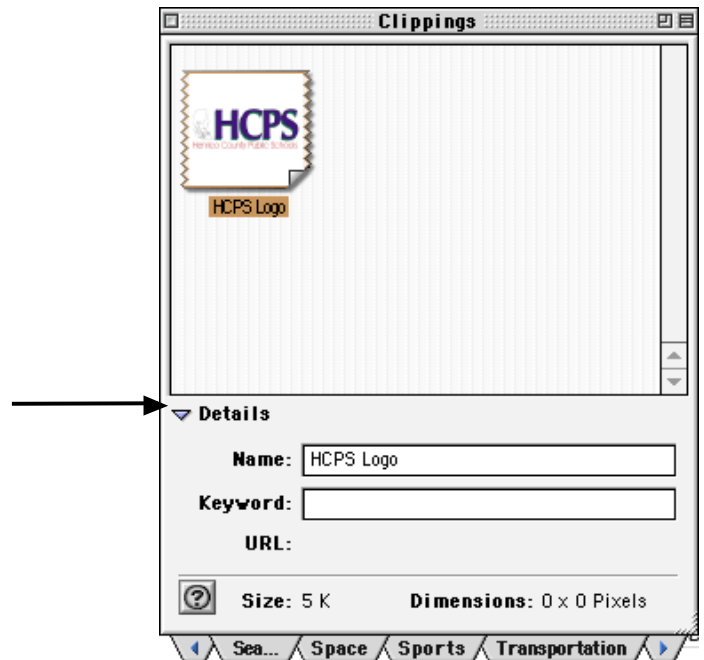 Clippings
HCPS
Henrico County Public Schools
HCPS Logo
Details
Name: HCPS Logo
Keyword:
URL:
? Size: 5 K Dimensions: 0 x 0 Pixels
Sea... Space Sports Transportation